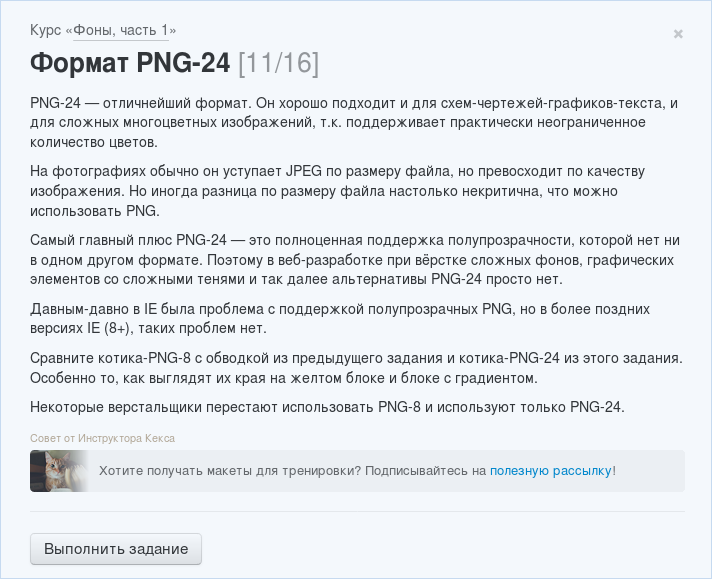 Курс «Фоны, часть 1»
×
Формат PNG-24 [11/16]
PNG-24 — отличнейший формат. Он хорошо подходит и для схем-чертежей-графиков-текста, и
для сложных многоцветных изображений, т.к. поддерживает практически неограниченное
количество цветов.
На фотографиях обычно он уступает JPEG по размеру файла, но превосходит по качеству
изображения. Но иногда разница по размеру файла настолько некритична, что можно
использовать PNG.
Самый главный плюс PNG-24 — это полноценная поддержка полупрозрачности, которой нет ни
в одном другом формате. Поэтому в веб-разработке при вёрстке сложных фонов, графических
элементов со сложными тенями и так далее альтернативы PNG-24 просто нет.
Давным-давно в IE была проблема с поддержкой полупрозрачных PNG, но в более поздних
версиях IE (8+), таких проблем нет.
Сравните котика-PNG-8 с обводкой из предыдущего задания и котика-PNG-24 из этого задания.
Особенно то, как выглядят их края на желтом блоке и блоке с градиентом.
Некоторые верстальщики перестают использовать PNG-8 и используют только PNG-24.
Совет от Инструктора Кекса
Хотите получать макеты для тренировки? Подписывайтесь на полезную рассылку!
Выполнить задание